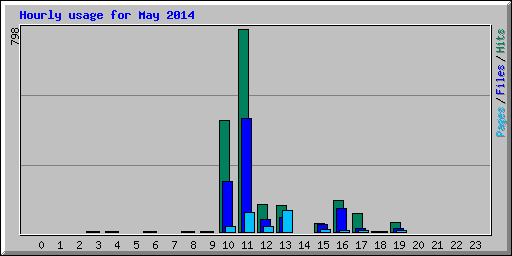 Hourly usage for May 2014
798
Pages/Files/Hits
0 1 2 3 4 5 6 7 8 9 10 11 12 13 14 15 16 17 18 19 20 21 22 23